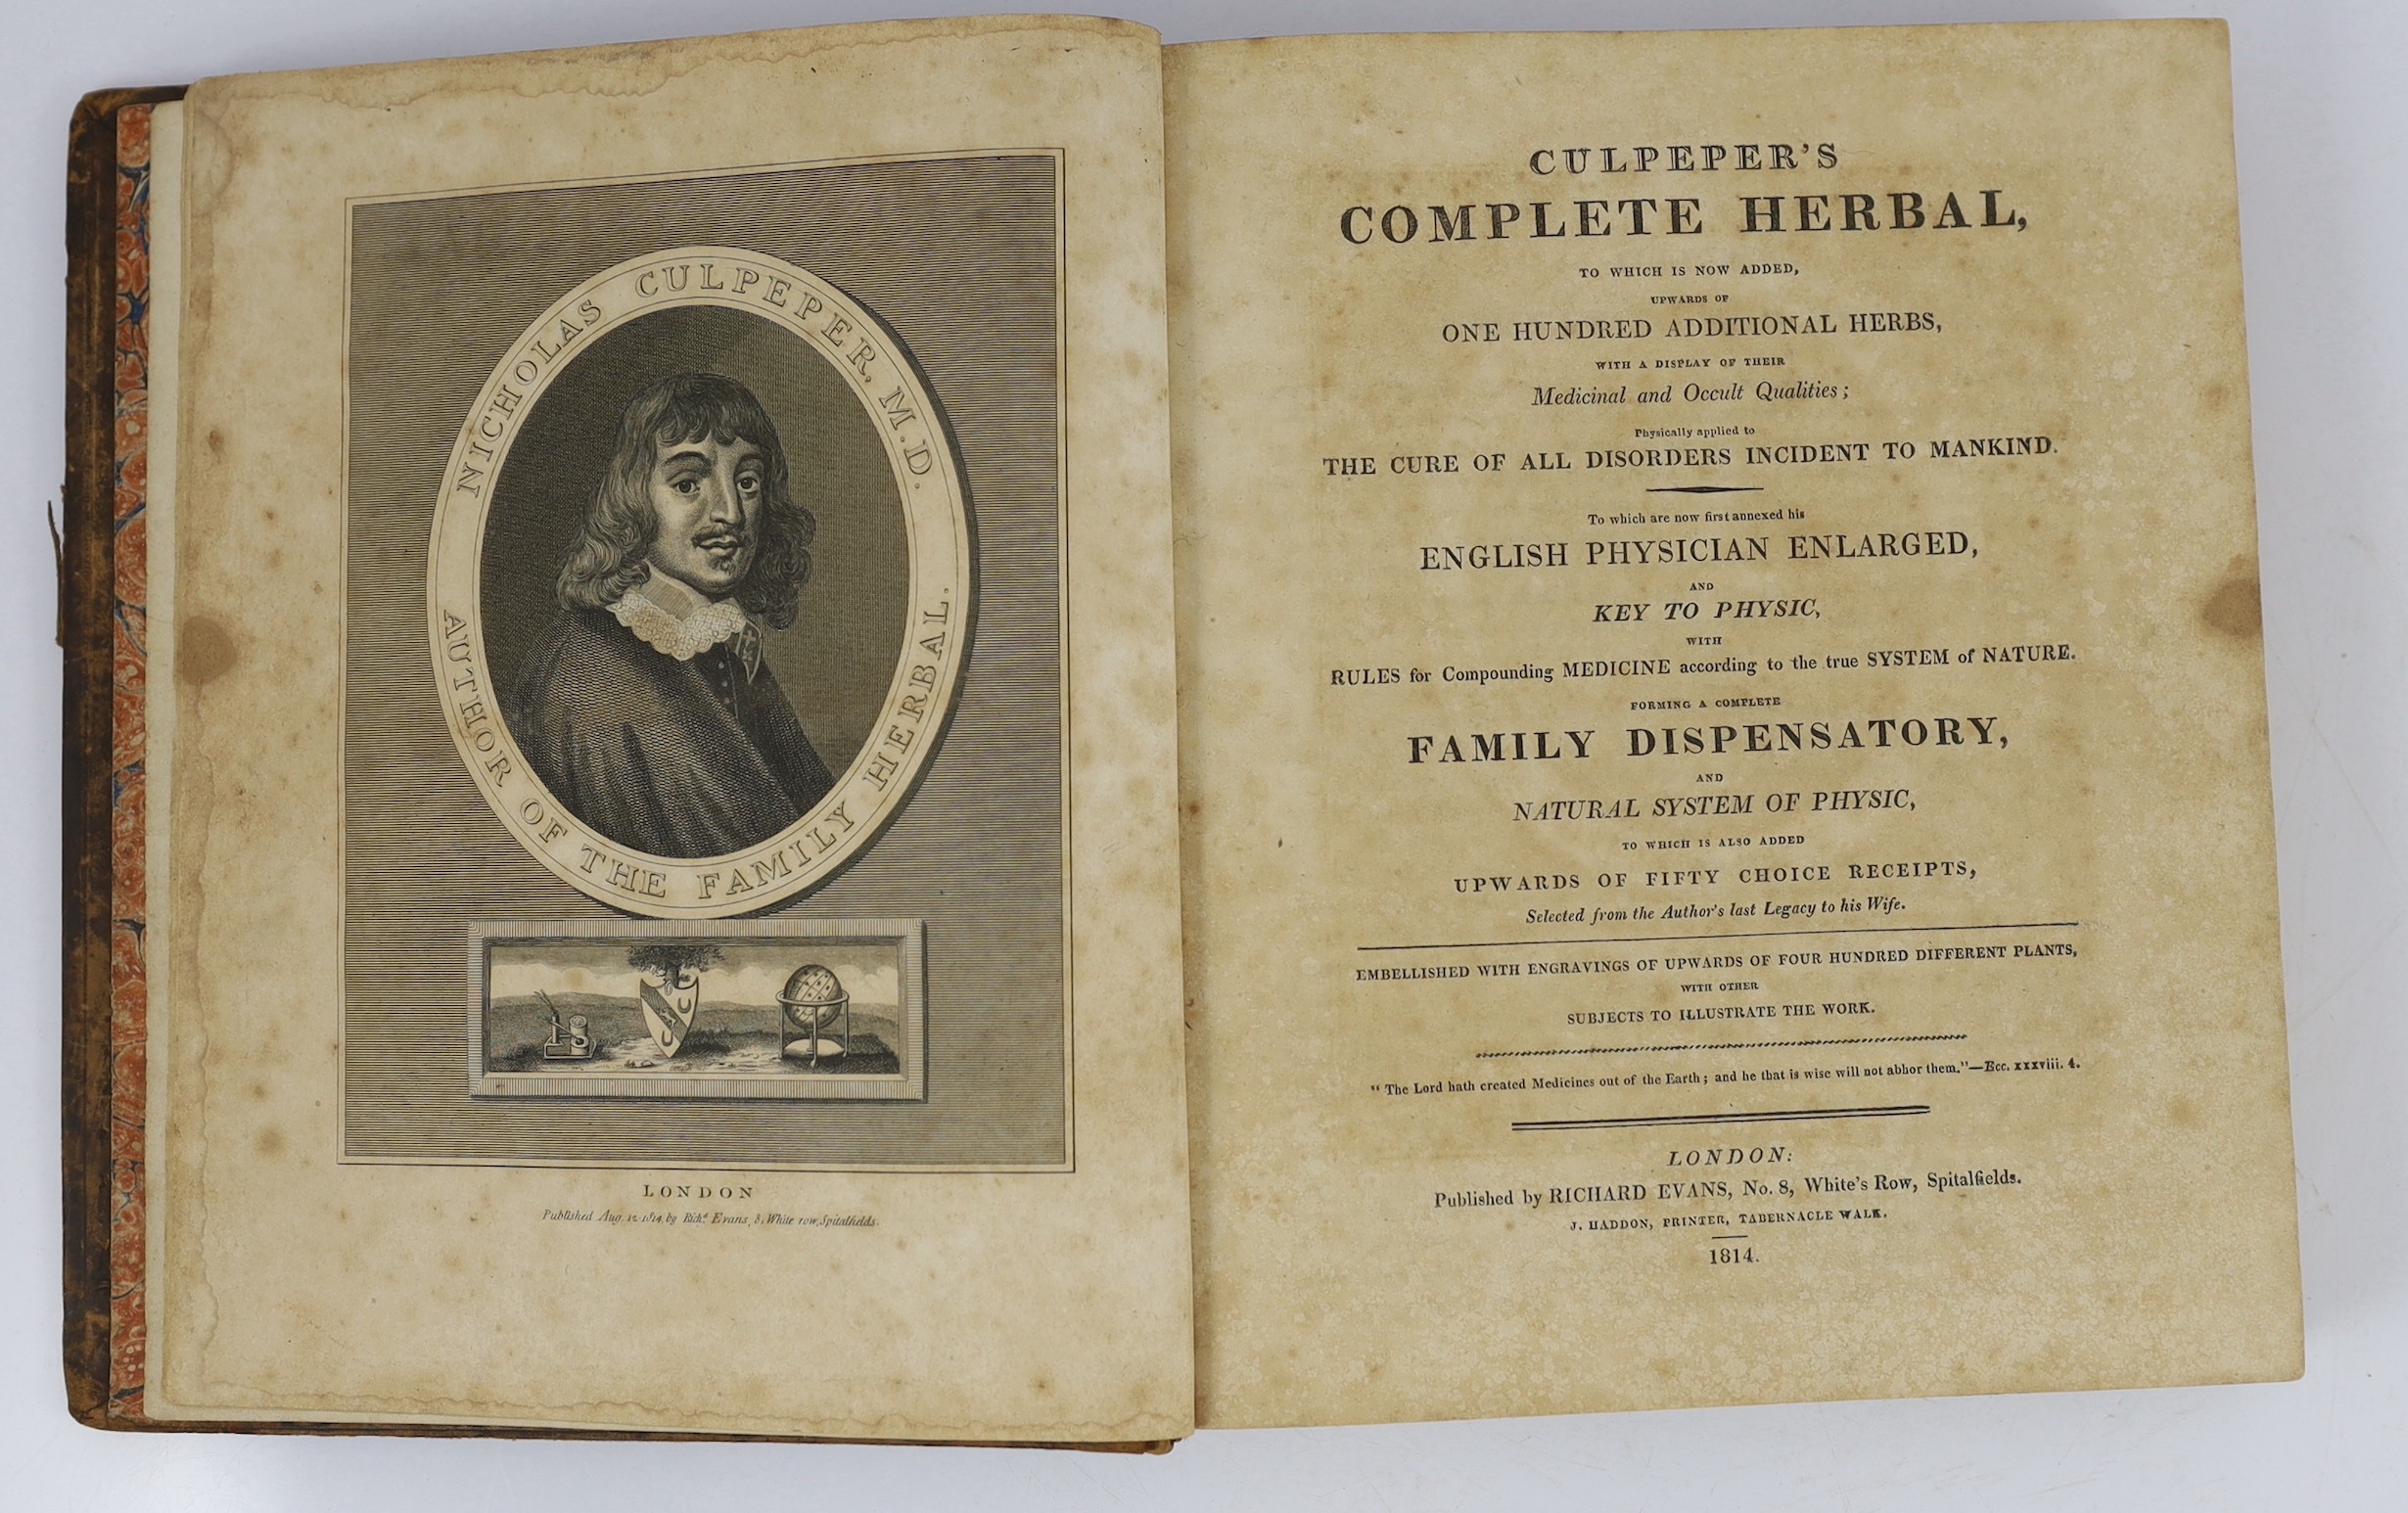 NICHOLAS CULPEPER, M.D.
AUTHOR OF THE FAMILY HERBAL.
LONDON
Published Aug. 12 1814, by Richd. Evans, 8, White row, Spitalfields.
CULPEPER'S
COMPLETE HERBAL,
TO WHICH IS NOW ADDED,
UPWARDS OF
ONE HUNDRED ADDITIONAL HERBS,
WITH A DISPLAY OF THEIR
Medicinal and Occult Qualities;
Physically applied to
THE CURE OF ALL DISORDERS INCIDENT TO MANKIND.
To which are now first annexed his
ENGLISH PHYSICIAN ENLARGED,
AND
KEY TO PHYSIC,
WITH
RULES for Compounding MEDICINE according to the true SYSTEM of NATURE.
FORMING A COMPLETE
FAMILY DISPENSATORY,
AND
NATURAL SYSTEM OF PHYSIC,
TO WHICH IS ALSO ADDED
UPWARDS OF FIFTY CHOICE RECEIPTS,
Selected from the Author's last Legacy to his Wife.
EMBELLISHED WITH ENGRAVINGS OF UPWARDS OF FOUR HUNDRED DIFFERENT PLANTS,
WITH OTHER
SUBJECTS TO ILLUSTRATE THE WORK.
"The Lord hath created Medicines out of the Earth; and he that is wise will not abhor them."—Ecc. xxxviii. 4.
LONDON:
Published by RICHARD EVANS, No. 8, White's Row, Spitalfields.
J. HADDON, PRINTER, TABERNACLE WALK.
1814.